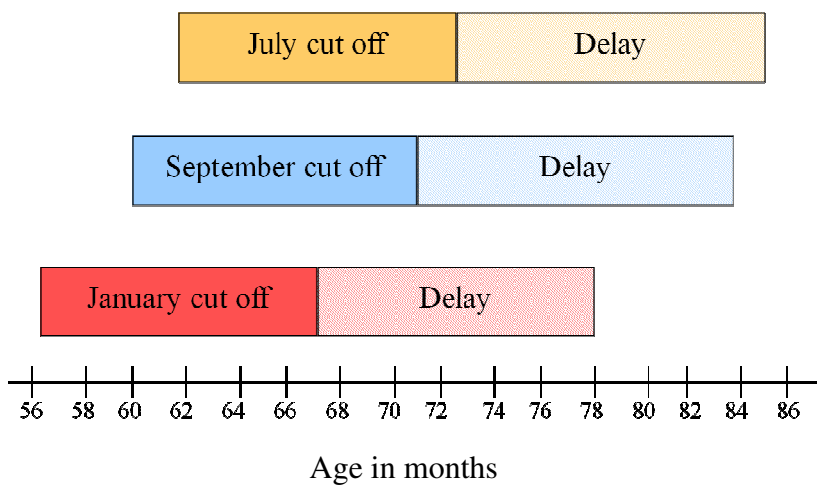 July cut off Delay
September cut off Delay
January cut off Delay
56 58 60 62 64 66 68 70 72 74 76 78 80 82 84 86
Age in months